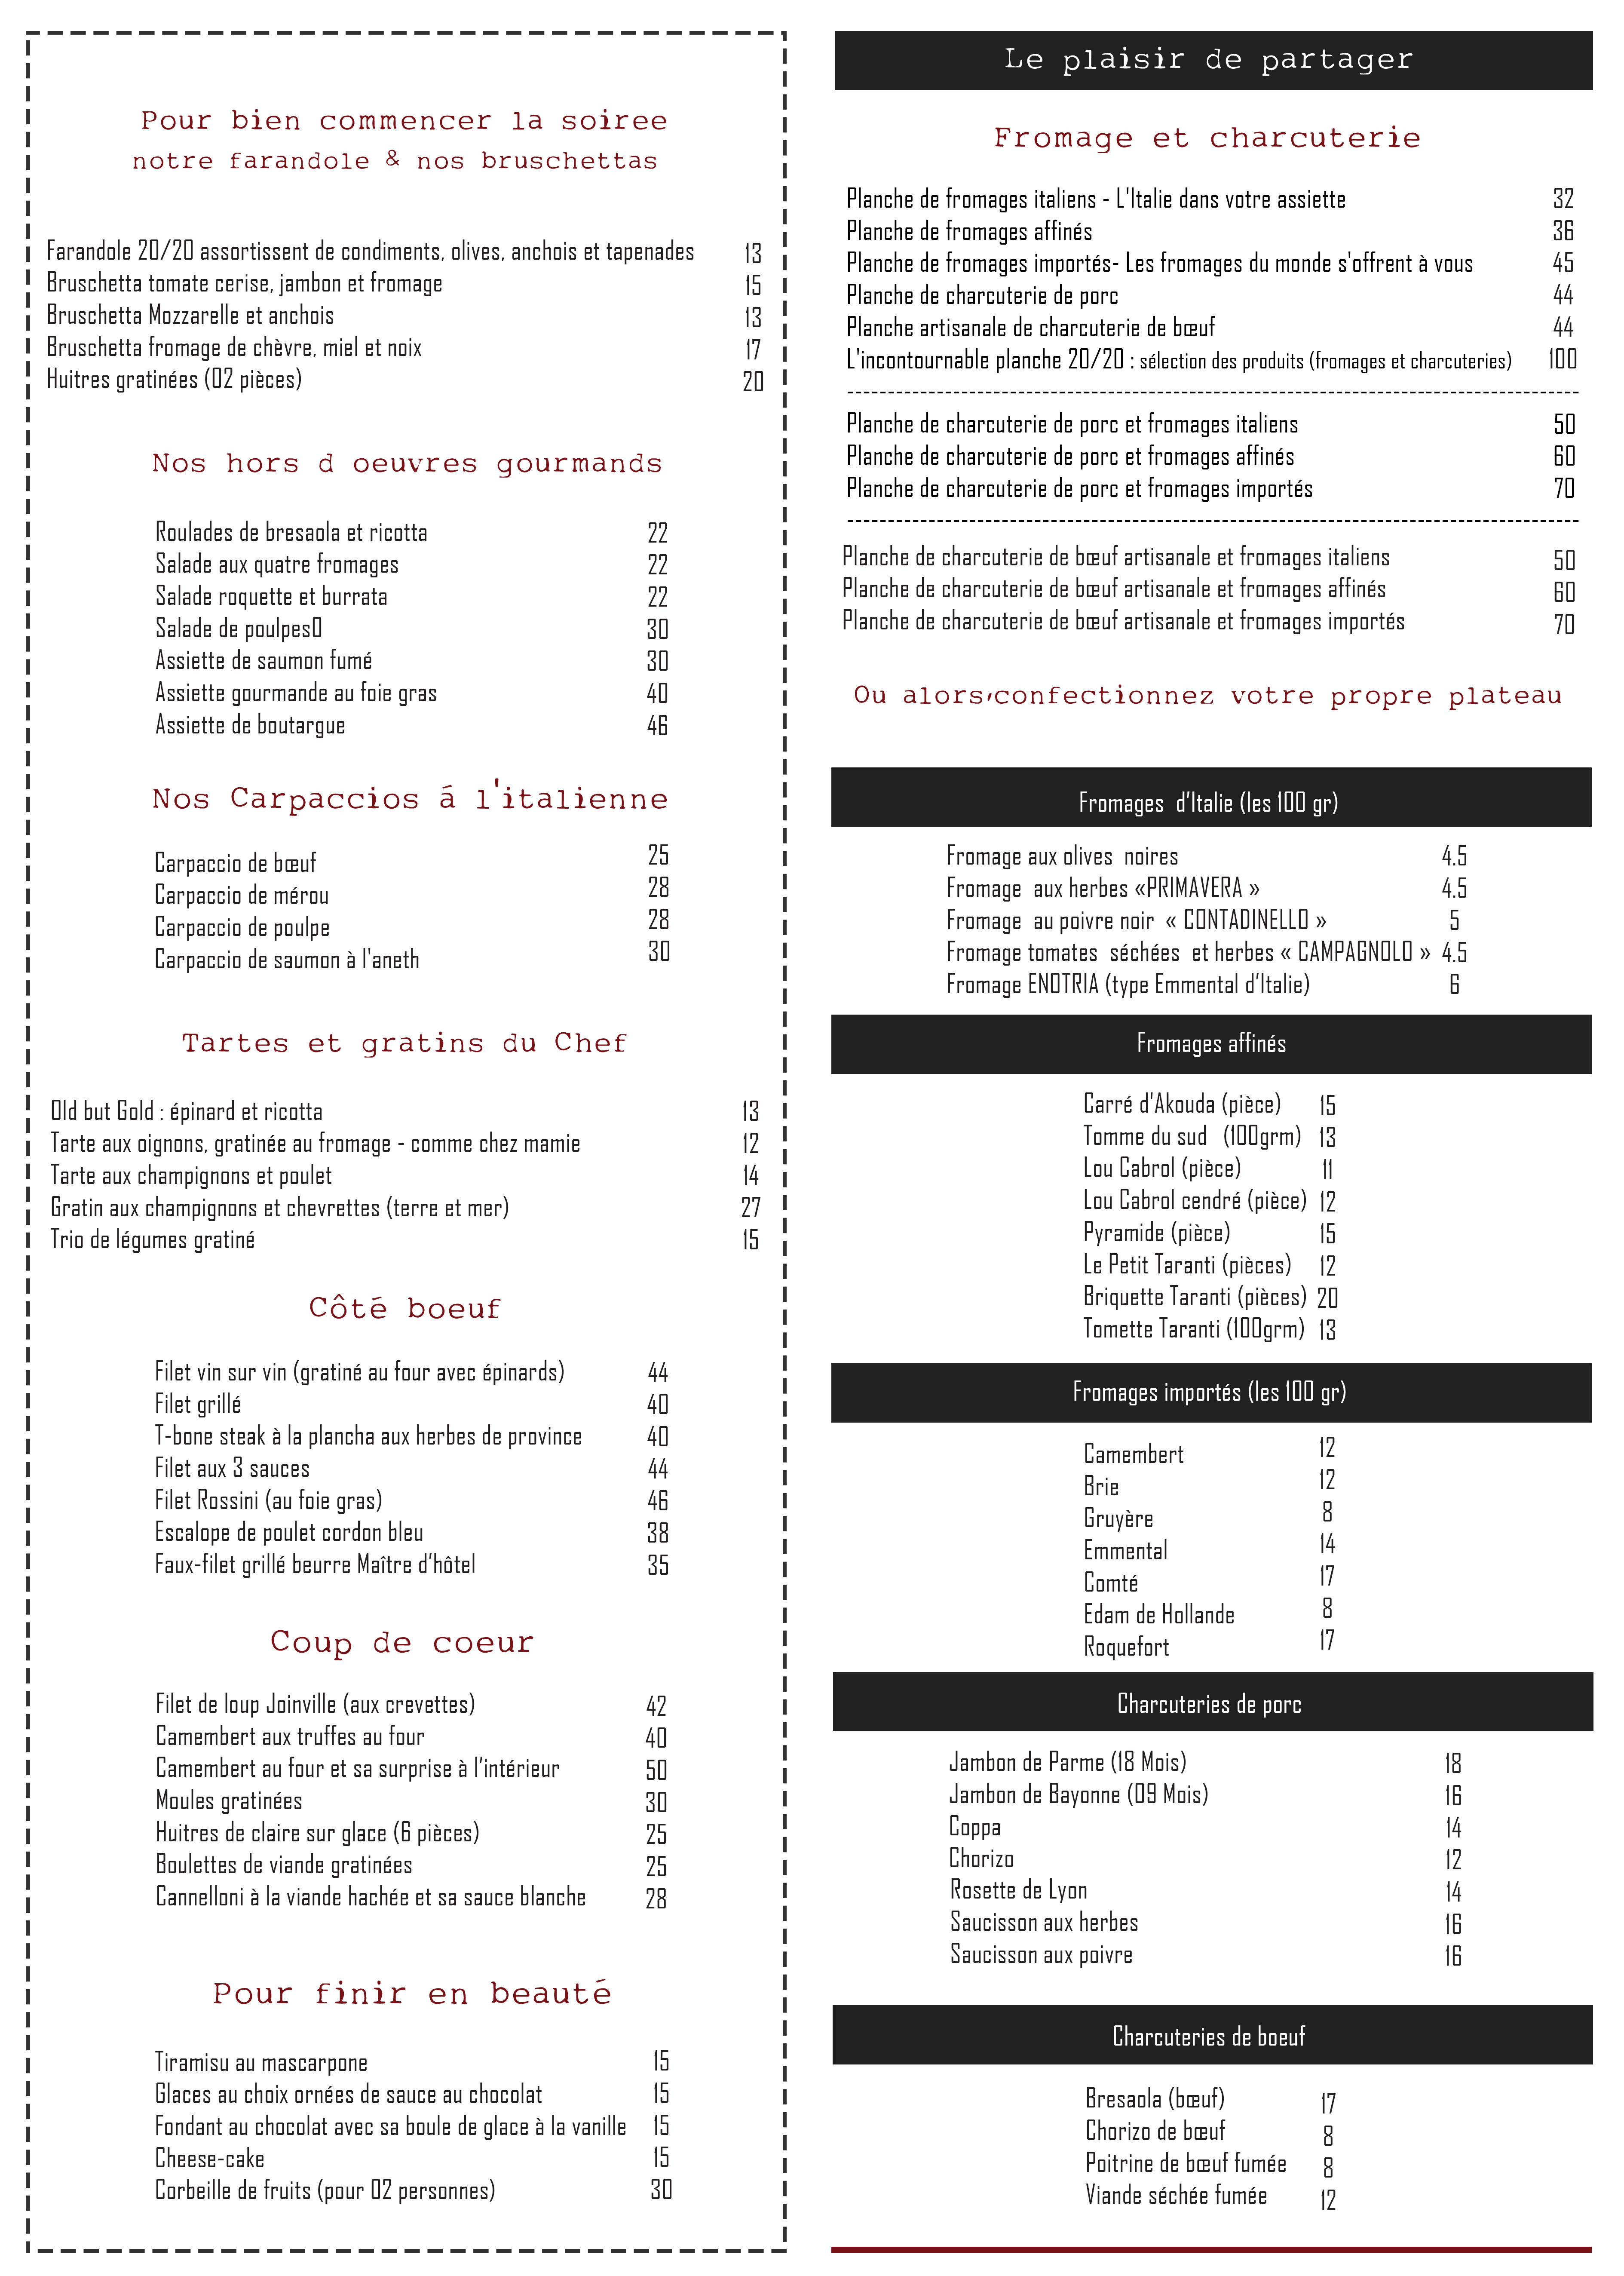 Pour bien commencer la soiree
notre farandole & nos bruschettas
Farandole 20/20 assortissent de condiments, olives, anchois et tapenades 13
Bruschetta tomate cerise, jambon et fromage 15
Bruschetta Mozzarelle et anchois 13
Bruschetta fromage de chèvre, miel et noix 17
Huitres gratinées (02 pièces) 20
Nos hors d oeuvres gourmands
Roulades de bresaola et ricotta 22
Salade aux quatre fromages 22
Salade roquette et burrata 22
Salade de poulpes0 30
Assiette de saumon fumé 30
Assiette gourmande au foie gras 40
Assiette de boutargue 46
Nos Carpaccios á l'italienne
Carpaccio de bœuf 25
Carpaccio de mérou 28
Carpaccio de poulpe 28
Carpaccio de saumon à l'aneth 30
Tartes et gratins du Chef
Old but Gold : épinard et ricotta 13
Tarte aux oignons, gratinée au fromage - comme chez mamie 12
Tarte aux champignons et poulet 14
Gratin aux champignons et chevrettes (terre et mer) 27
Trio de légumes gratiné 15
Côté boeuf
Filet vin sur vin (gratiné au four avec épinards) 44
Filet grillé 40
T-bone steak à la plancha aux herbes de province 40
Filet aux 3 sauces 44
Filet Rossini (au foie gras) 46
Escalope de poulet cordon bleu 38
Faux-filet grillé beurre Maître d’hôtel 35
Coup de coeur
Filet de loup Joinville (aux crevettes) 42
Camembert aux truffes au four 40
Camembert au four et sa surprise à l’intérieur 50
Moules gratinées 30
Huitres de claire sur glace (6 pièces) 25
Boulettes de viande gratinées 25
Cannelloni à la viande hachée et sa sauce blanche 28
Pour finir en beauté
Tiramisu au mascarpone 15
Glaces au choix ornées de sauce au chocolat 15
Fondant au chocolat avec sa boule de glace à la vanille 15
Cheese-cake 15
Corbeille de fruits (pour 02 personnes) 30
Le plaisir de partager
Fromage et charcuterie
Planche de fromages italiens - L'Italie dans votre assiette 32
Planche de fromages affinés 36
Planche de fromages importés- Les fromages du monde s'offrent à vous 45
Planche de charcuterie de porc 44
Planche artisanale de charcuterie de bœuf 44
L'incontournable planche 20/20 : sélection des produits (fromages et charcuteries) 100
Planche de charcuterie de porc et fromages italiens 50
Planche de charcuterie de porc et fromages affinés 60
Planche de charcuterie de porc et fromages importés 70
Planche de charcuterie de bœuf artisanale et fromages italiens 50
Planche de charcuterie de bœuf artisanale et fromages affinés 60
Planche de charcuterie de bœuf artisanale et fromages importés 70
Ou alors,confectionnez votre propre plateau
Fromages d’Italie (les 100 gr)
Fromage aux olives noires 4.5
Fromage aux herbes «PRIMAVERA » 4.5
Fromage au poivre noir « CONTADINELLO » 5
Fromage tomates séchées et herbes « CAMPAGNOLO » 4.5
Fromage ENOTRIA (type Emmental d’Italie) 6
Fromages affinés
Carré d'Akouda (pièce) 15
Tomme du sud (100grm) 13
Lou Cabrol (pièce) 11
Lou Cabrol cendré (pièce) 12
Pyramide (pièce) 15
Le Petit Taranti (pièces) 12
Briquette Taranti (pièces) 20
Tomette Taranti (100grm) 13
Fromages importés (les 100 gr)
Camembert 12
Brie 12
Gruyère 8
Emmental 14
Comté 17
Edam de Hollande 8
Roquefort 17
Charcuteries de porc
Jambon de Parme (18 Mois) 18
Jambon de Bayonne (09 Mois) 16
Coppa 14
Chorizo 12
Rosette de Lyon 14
Saucisson aux herbes 16
Saucisson aux poivre 16
Charcuteries de boeuf
Bresaola (bœuf) 17
Chorizo de bœuf 8
Poitrine de bœuf fumée 8
Viande séchée fumée 12